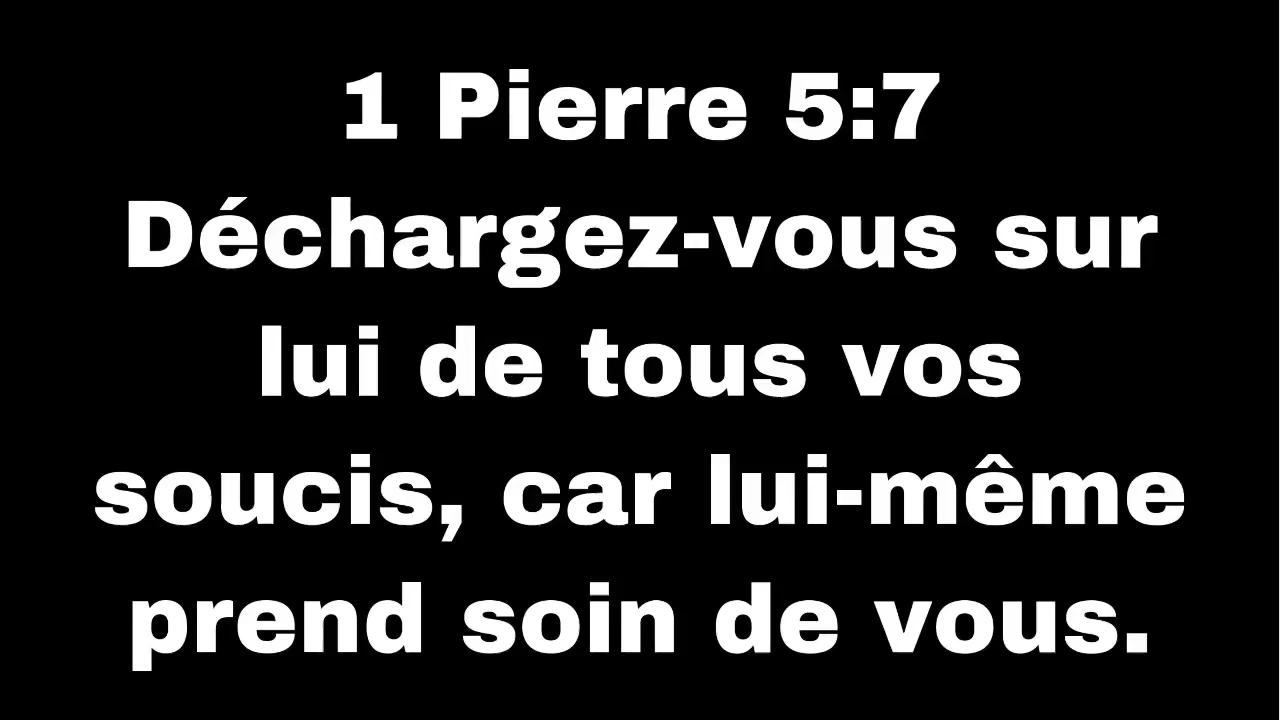 1 Pierre 5:7
Déchargez-vous sur
lui de tous vos
soucis, car lui-même
prend soin de vous.